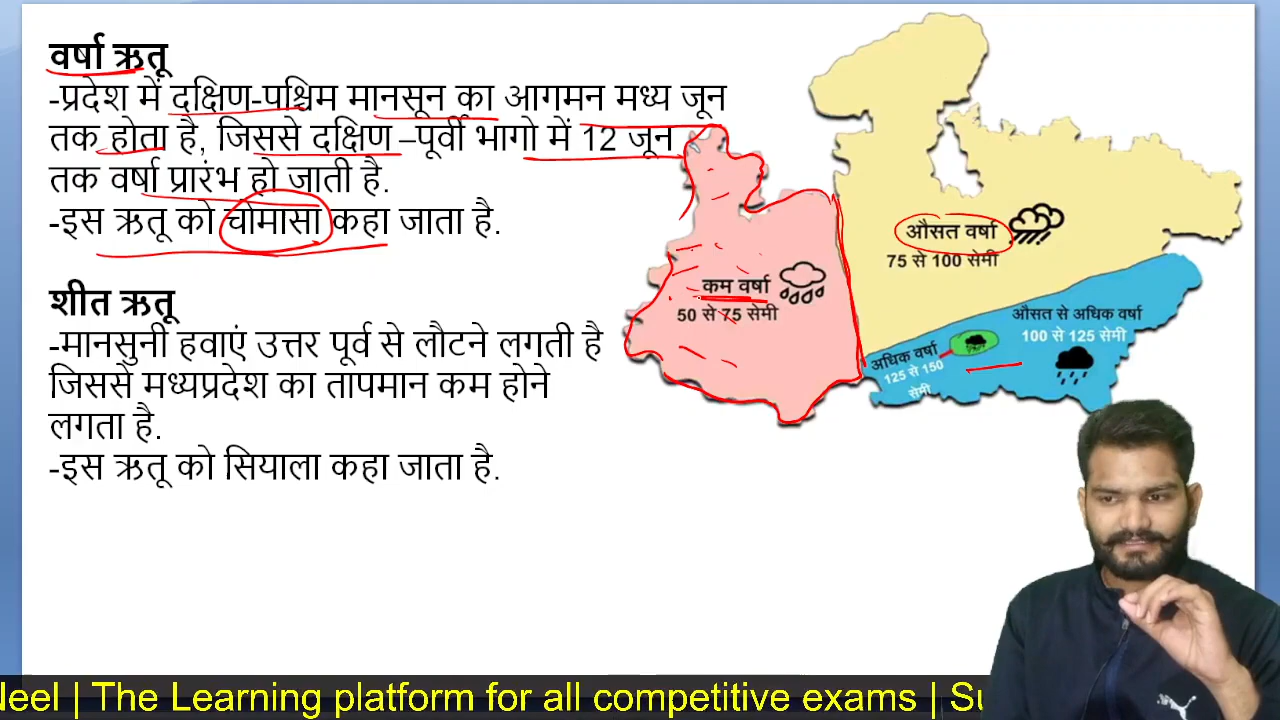 वर्षा ऋतू
-प्रदेश में दक्षिण-पश्चिम मानसून का आगमन मध्य जून
तक होता है, जिससे दक्षिण –पूर्वी भागो में 12 जून
तक वर्षा प्रारंभ हो जाती है.
-इस ऋतू को चोमासा कहा जाता है.
शीत ऋतू
-मानसुनी हवाएं उत्तर पूर्व से लौटने लगती है
जिससे मध्यप्रदेश का तापमान कम होने
लगता है.
-इस ऋतू को सियाला कहा जाता है.
औसत वर्षा
75 से 100 सेमी
कम वर्षा
50 से 75 सेमी
औसत से अधिक वर्षा
100 से 125 सेमी
अधिक वर्षा
125 से 150
सेमी
Neel | The Learning platform for all competitive exams | Su